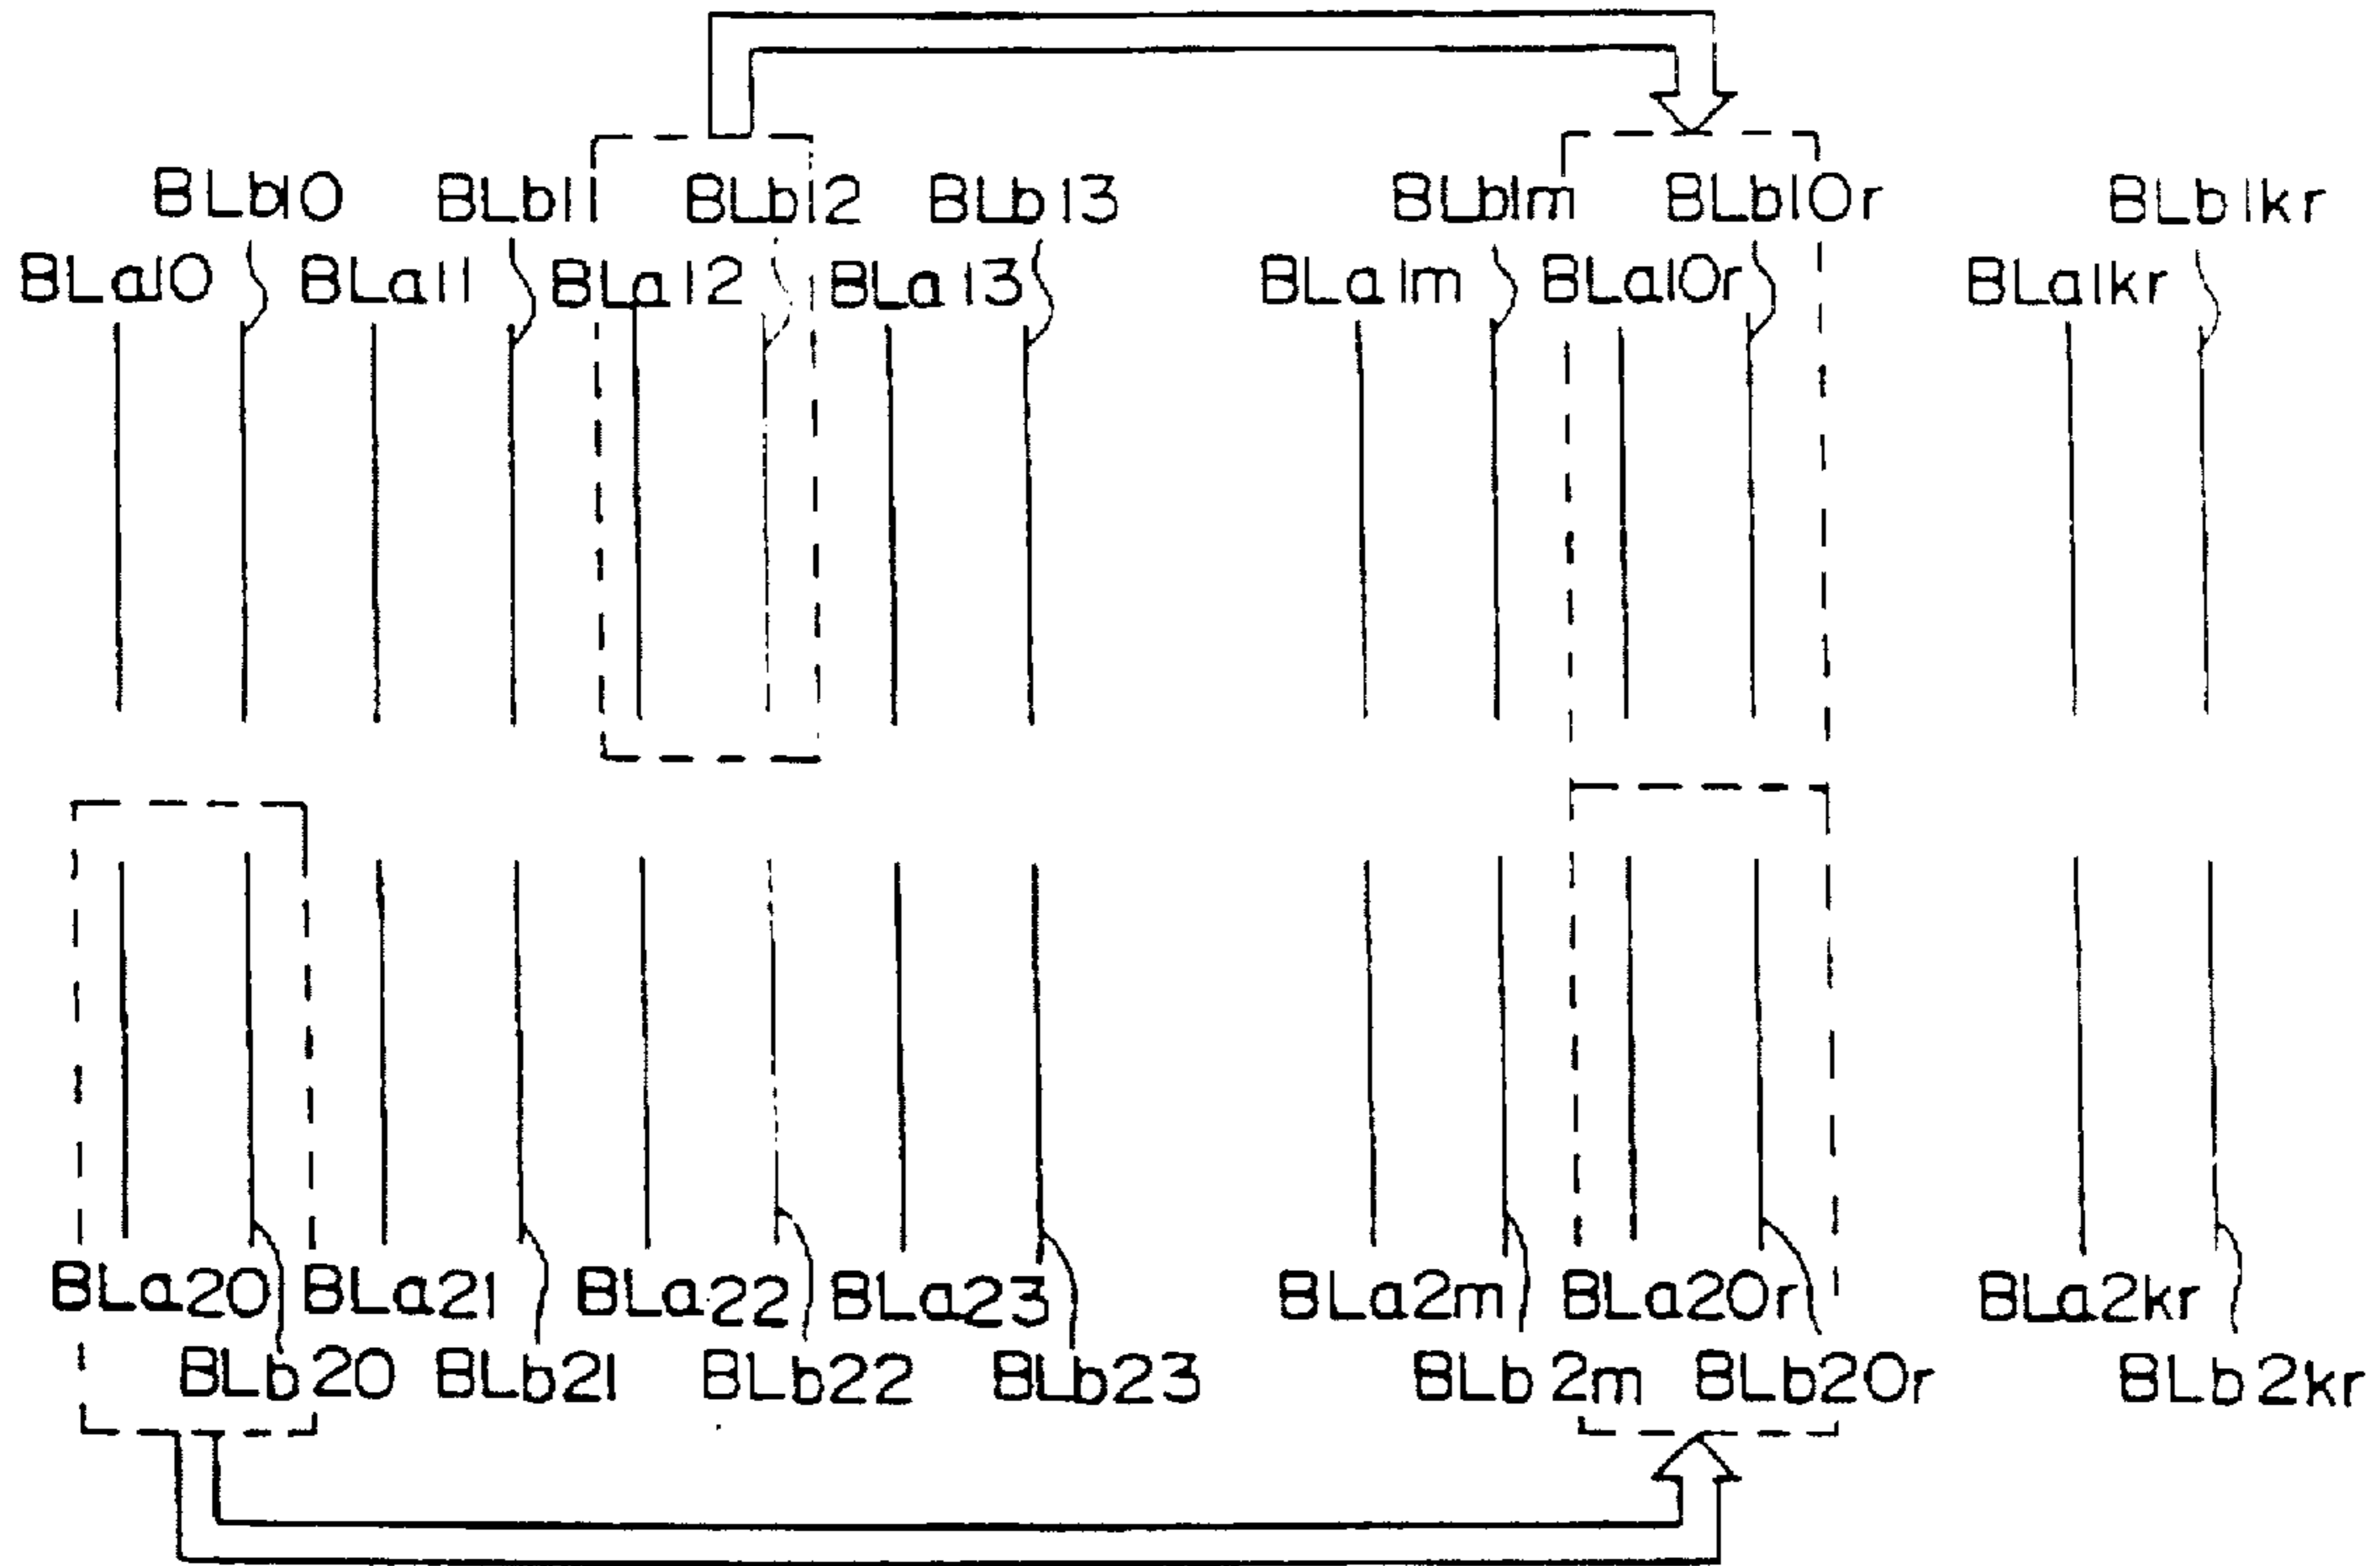 BLb10 BLb11 BLb12 BLb13 BLb1m BLb10r BLb1kr
BLa10 BLa11 BLa12 BLa13 BLa1m BLa10r BLa1kr
BLa20 BLa21 BLa22 BLa23 BLa2m BLa20r BLa2kr
BLb20 BLb21 BLb22 BLb23 BLb2m BLb20r BLb2kr